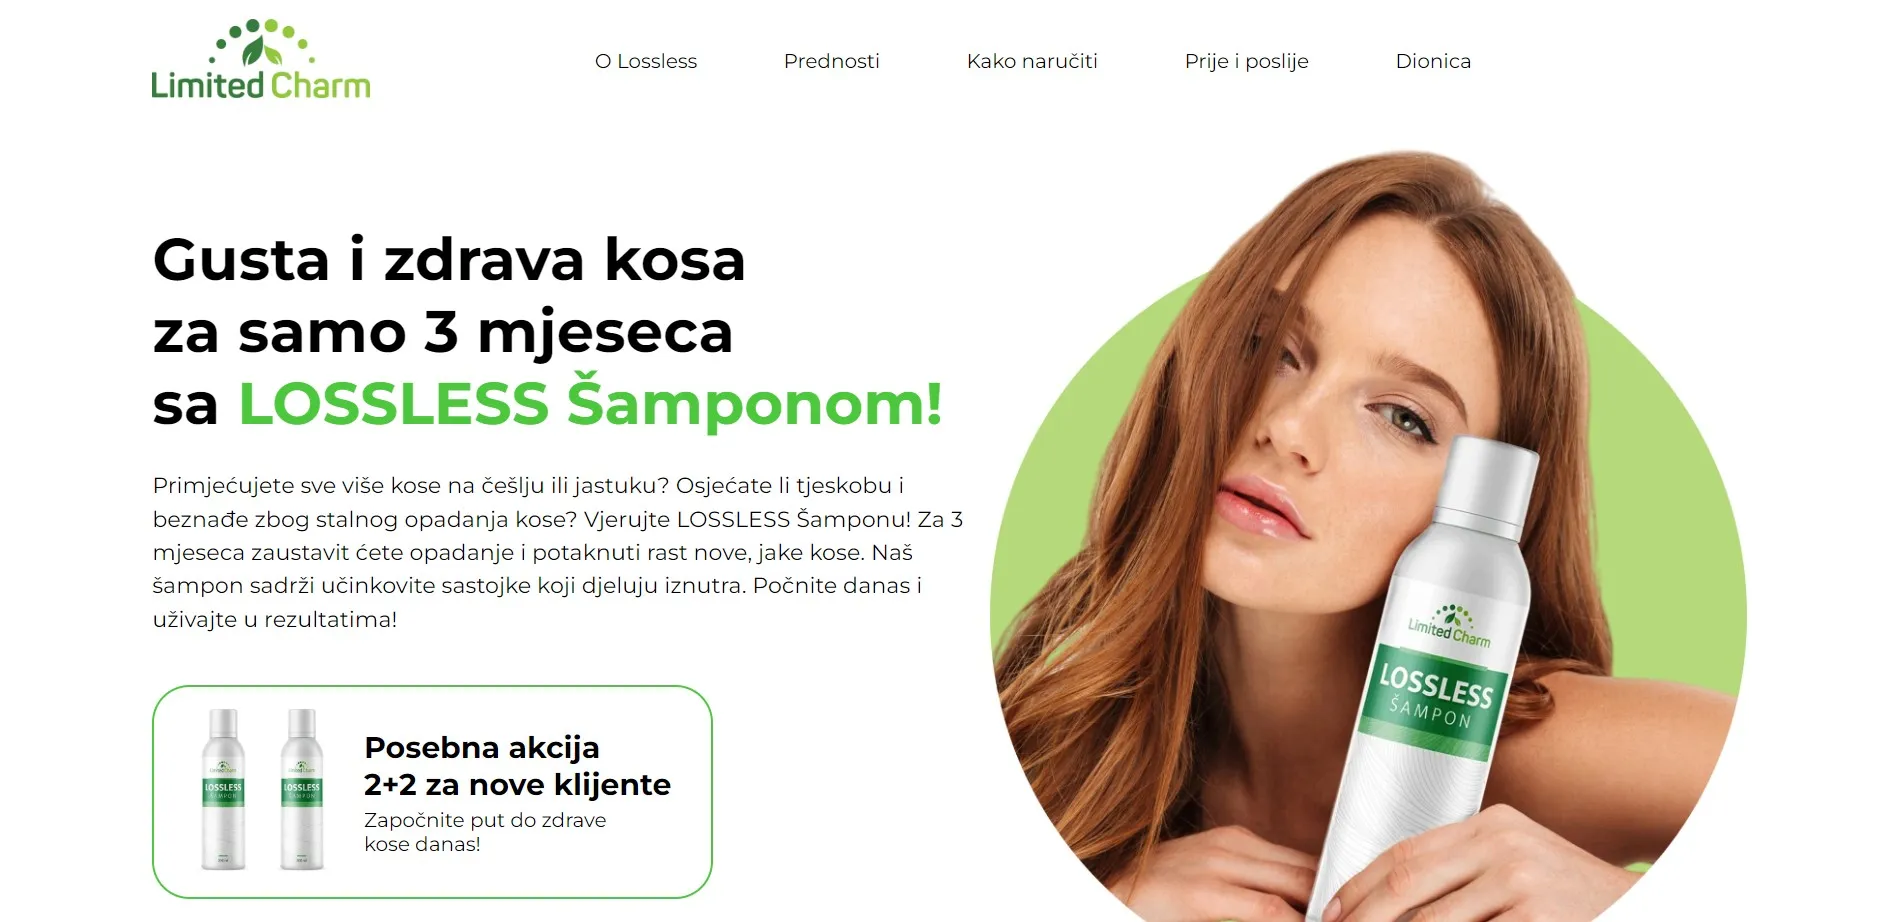 Limited Charm
O Lossless
Prednosti
Kako naručiti
Prije i poslije
Dionica
Gusta i zdrava kosa
za samo 3 mjeseca
sa LOSSLESS Šamponom!
Primjećujete sve više kose na češlju ili jastuku? Osjećate li tjeskobu i
beznađe zbog stalnog opadanja kose? Vjerujte LOSSLESS Šamponu! Za 3
mjeseca zaustavit ćete opadanje i potaknuti rast nove, jake kose. Naš
šampon sadrži učinkovite sastojke koji djeluju iznutra. Počnite danas i
uživajte u rezultatima!
Limited Charm
LOSSLESS
ŠAMPON
Limited Charm
LOSSLESS
ŠAMPON
Limited Charm
LOSSLESS
ŠAMPON
Posebna akcija
2+2 za nove klijente
Započnite put do zdrave
kose danas!